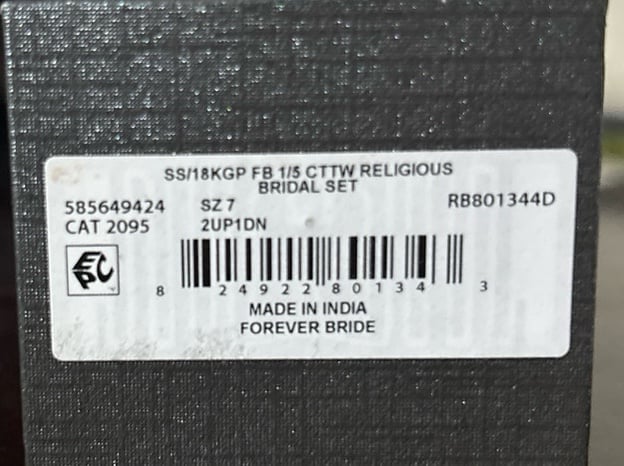 SS/18KGP FB 1/5 CTTW RELIGIOUS
BRIDAL SET
585649424 SZ 7 RB801344D
CAT 2095 2UP1DN
EPC
8 24922 80134 3
MADE IN INDIA
FOREVER BRIDE